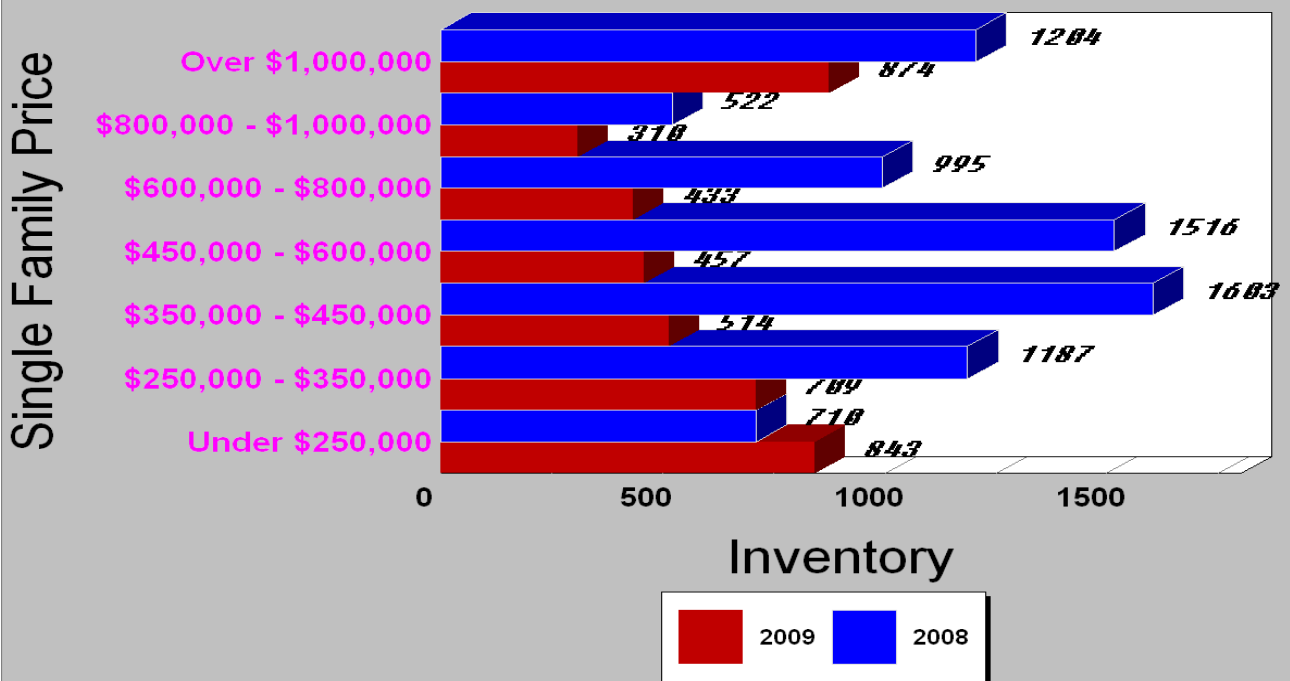 Single Family Price
1204
Over $1,000,000
874
522
$800,000 - $1,000,000
310
995
$600,000 - $800,000
433
1516
$450,000 - $600,000
457
1603
$350,000 - $450,000
514
1187
$250,000 - $350,000
709
710
Under $250,000
843
0 500 1000 1500
Inventory
2009 2008